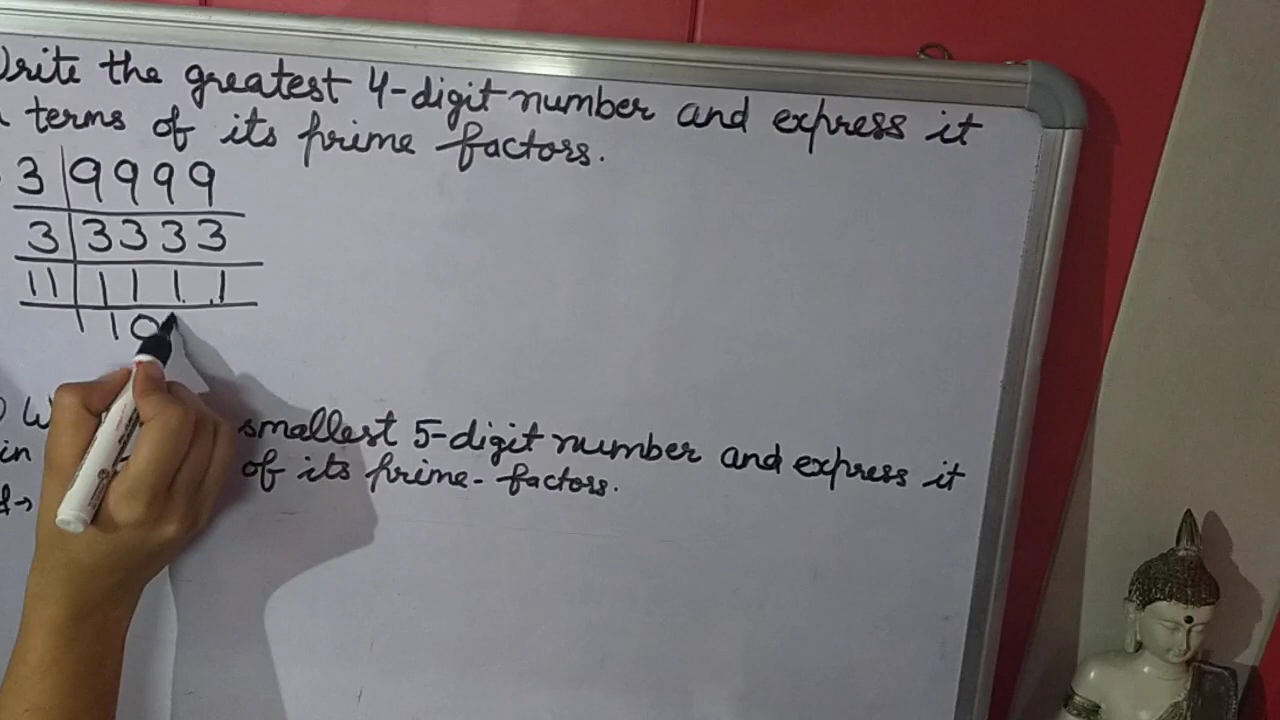 Write the greatest 4-digit number and express it
terms of its prime factors.
3 9999
3 3333
11 1111
10
smallest 5-digit number and express it
in of its prime-factors.